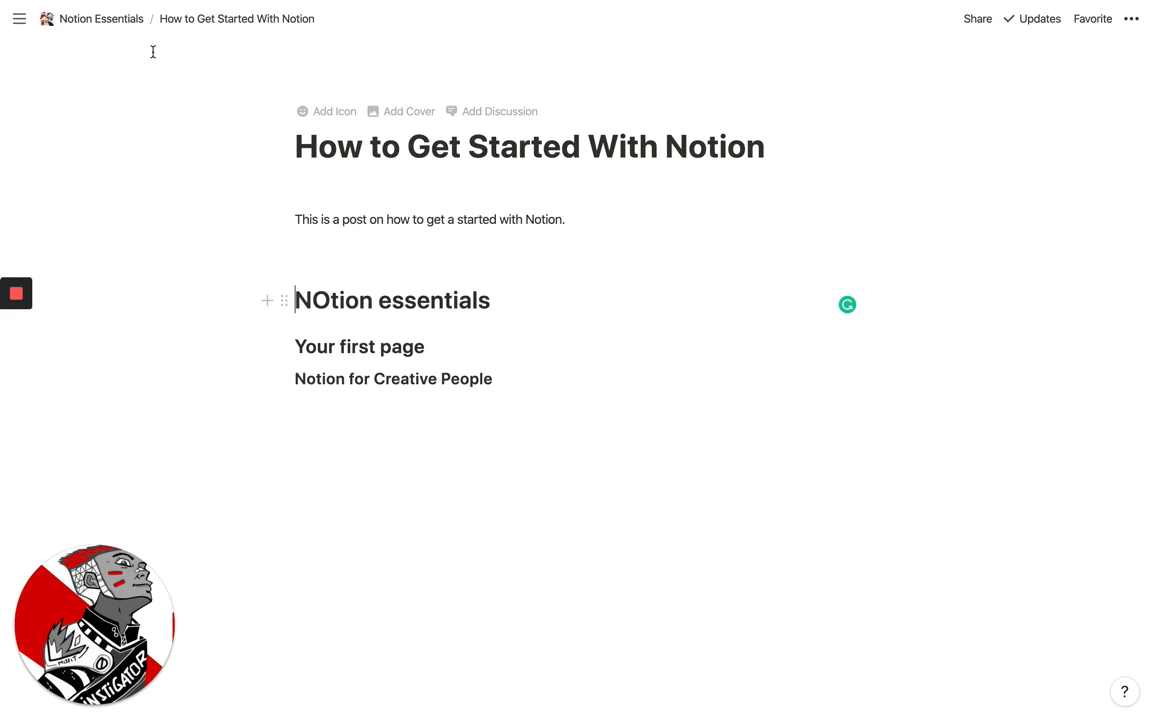 Notion Essentials / How to Get Started With Notion
Share Updates Favorite •••
Add Icon Add Cover Add Discussion
How to Get Started With Notion
This is a post on how to get a started with Notion.
NOtion essentials
Your first page
Notion for Creative People
MISFIT
INSTIGATOR
?